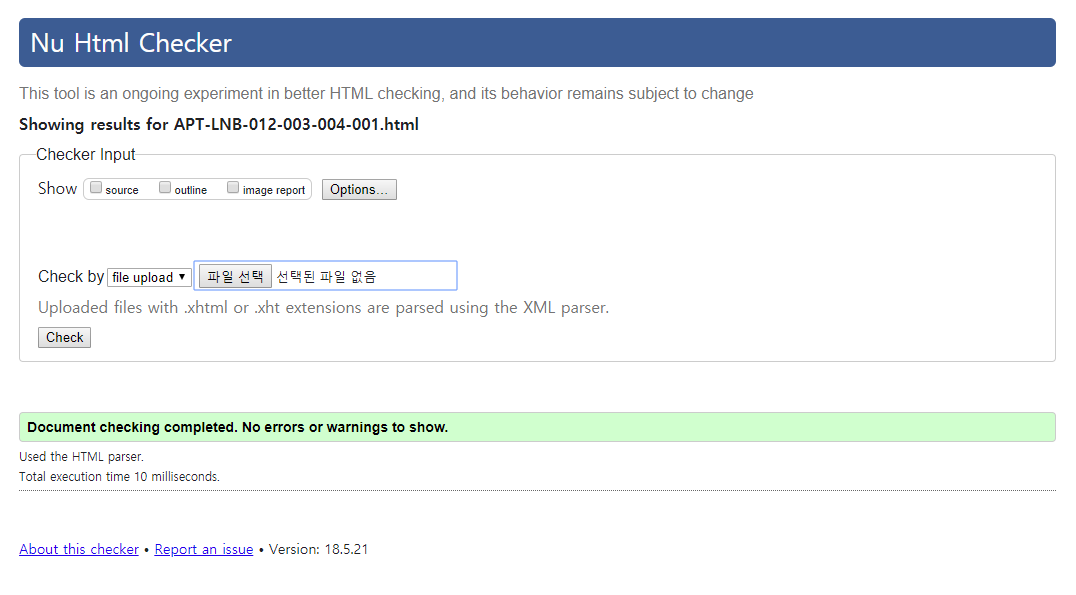 Nu Html Checker
This tool is an ongoing experiment in better HTML checking, and its behavior remains subject to change
Showing results for APT-LNB-012-003-004-001.html
Checker Input
Show source outline image report Options...
Check by file upload 파일 선택 선택된 파일 없음
Uploaded files with .xhtml or .xht extensions are parsed using the XML parser.
Check
Document checking completed. No errors or warnings to show.
Used the HTML parser.
Total execution time 10 milliseconds.
About this checker • Report an issue • Version: 18.5.21